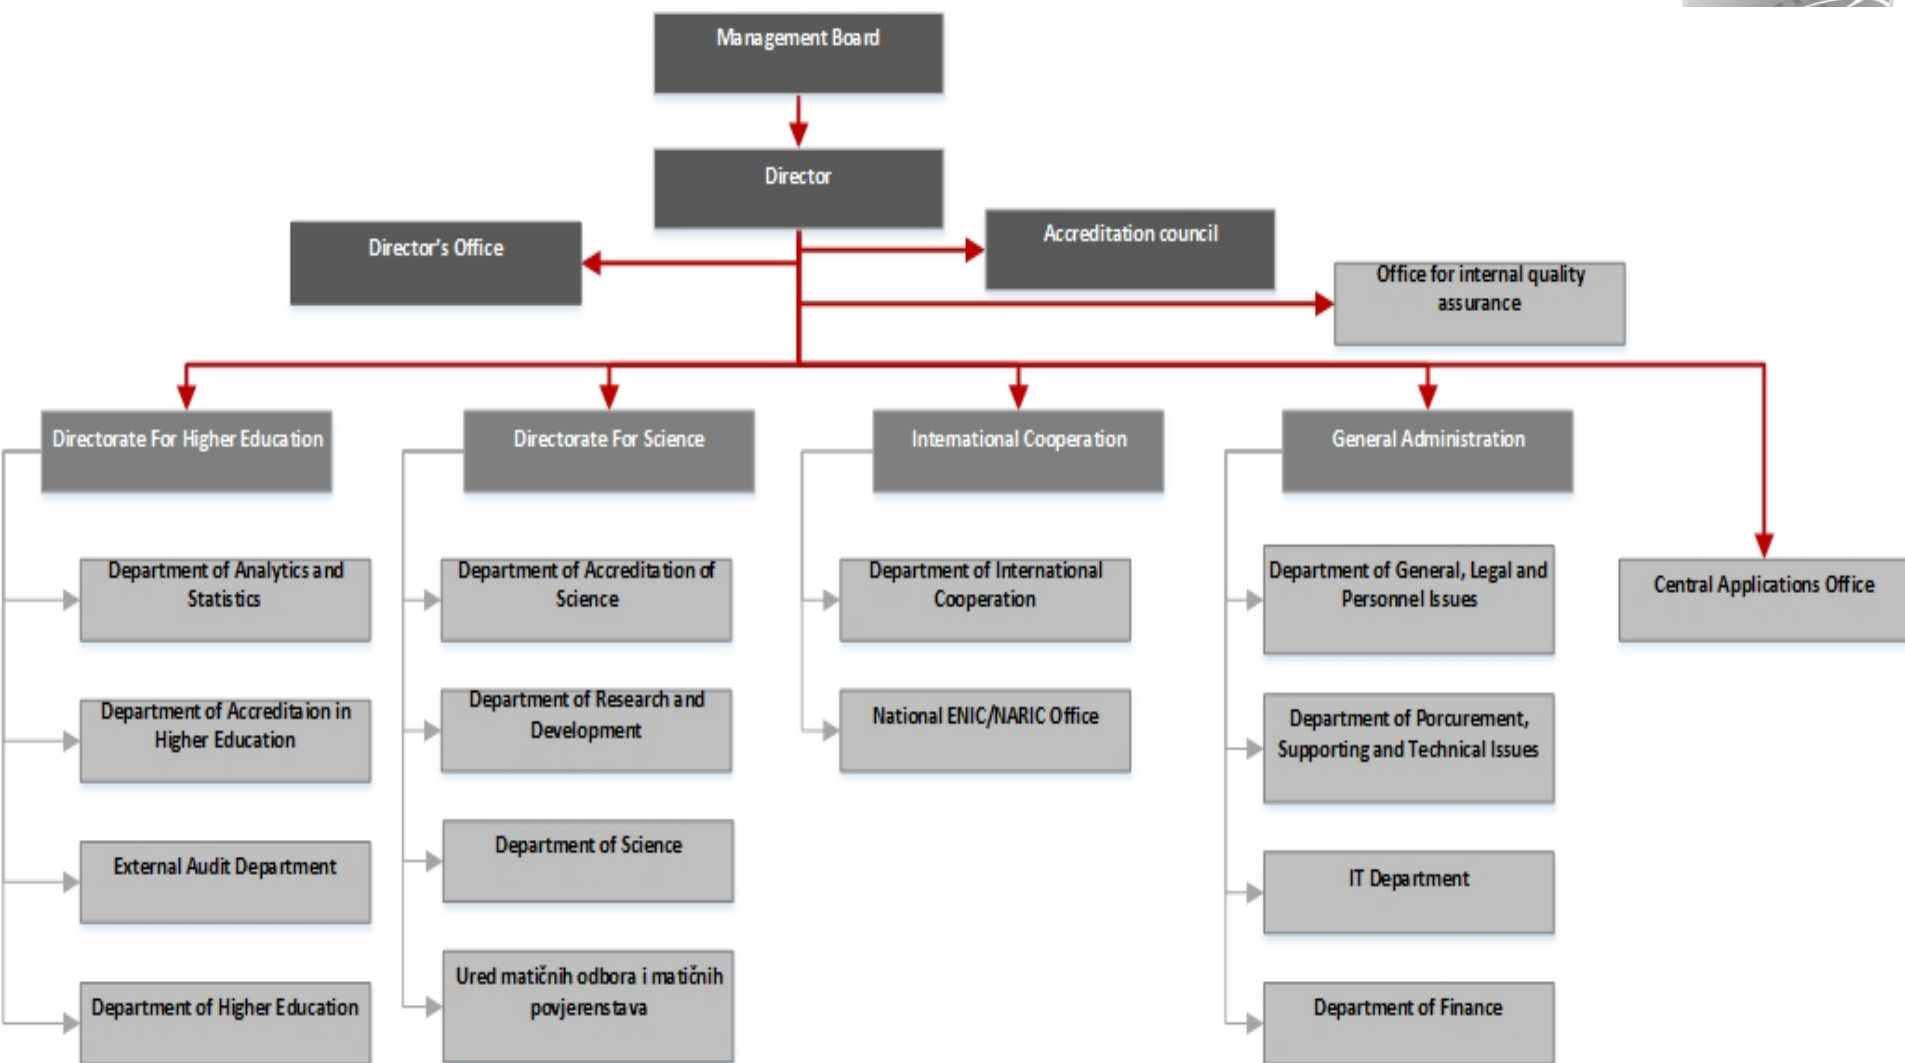 Management Board
Director
Director's Office
Accreditation council
Office for internal quality
assurance
Directorate For Higher Education
Directorate For Science
International Cooperation
General Administration
Department of Analytics and
Statistics
Department of Accreditation of
Science
Department of International
Cooperation
Department of General, Legal and
Personnel Issues
Central Applications Office
Department of Accreditaion in
Higher Education
Department of Research and
Development
National ENIC/NARIC Office
Department of Porcurement,
Supporting and Technical Issues
External Audit Department
Department of Science
IT Department
Department of Higher Education
Ured matičnih odbora i matičnih
povjerenstava
Department of Finance